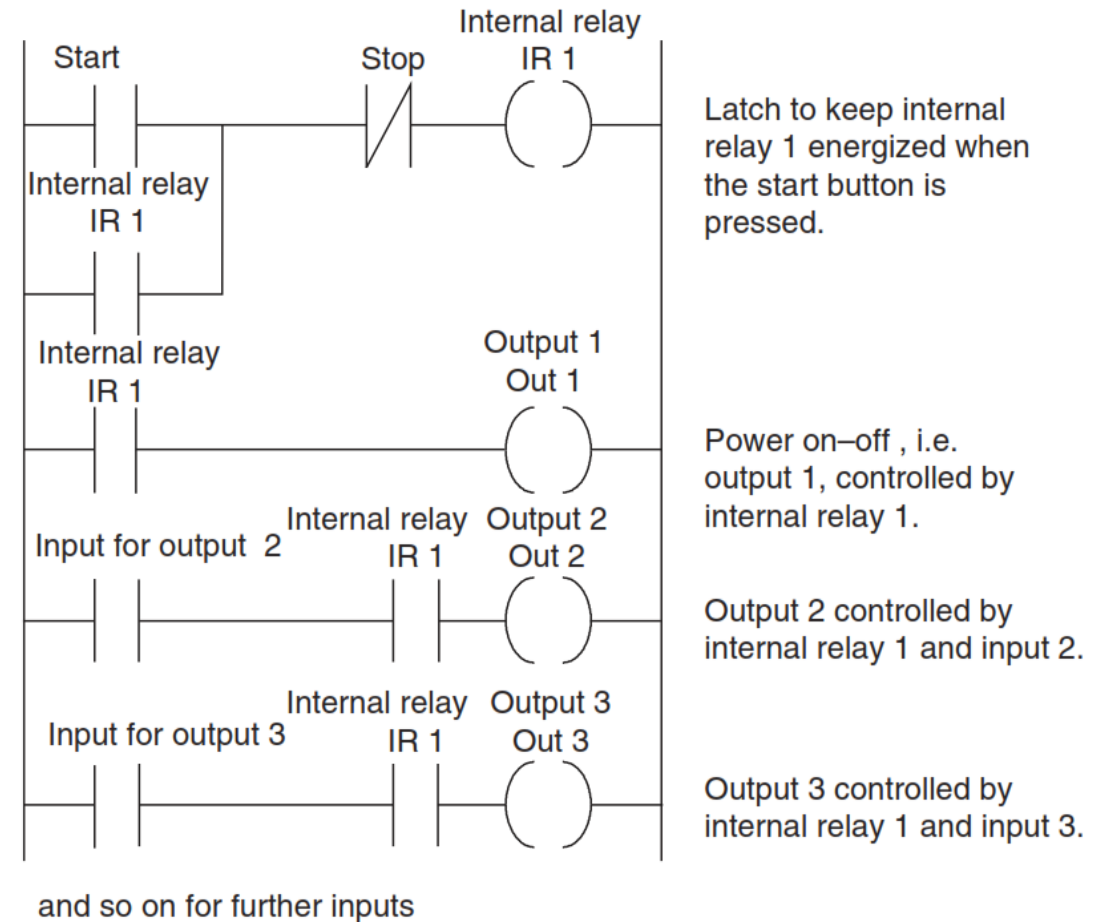 Internal relay
IR 1
Start
Stop
Latch to keep internal
relay 1 energized when
the start button is
pressed.
Internal relay
IR 1
Internal relay
IR 1
Output 1
Out 1
Power on–off , i.e.
output 1, controlled by
internal relay 1.
Input for output 2
Internal relay
IR 1
Output 2
Out 2
Output 2 controlled by
internal relay 1 and input 2.
Input for output 3
Internal relay
IR 1
Output 3
Out 3
Output 3 controlled by
internal relay 1 and input 3.
and so on for further inputs